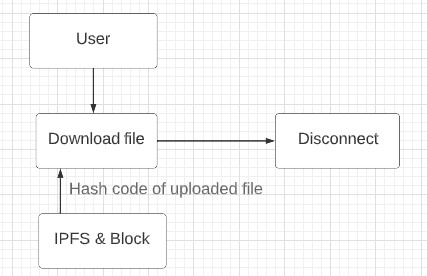 User
Download file
Disconnect
Hash code of uploaded file
IPFS & Block